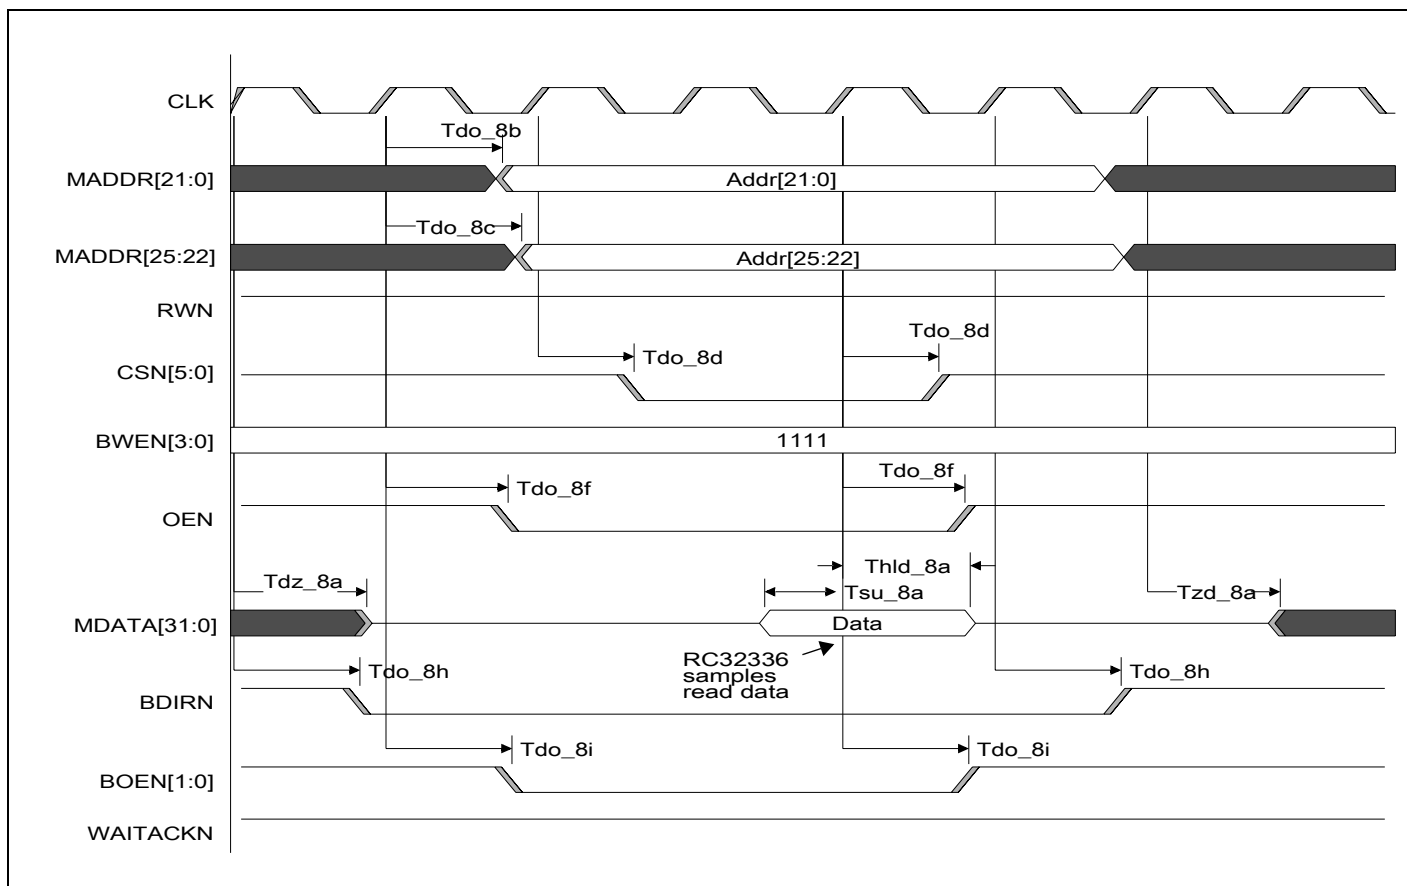 CLK
Tdo_8b
MADDR[21:0]
Addr[21:0]
Tdo_8c
MADDR[25:22]
Addr[25:22]
RWN
Tdo_8d
Tdo_8d
CSN[5:0]
BWEN[3:0]
1111
Tdo_8f
Tdo_8f
OEN
Thld_8a
Tdz_8a
Tsu_8a
Tzd_8a
MDATA[31:0]
Data
RC32336
samples
read data
Tdo_8h
Tdo_8h
BDIRN
Tdo_8i
Tdo_8i
BOEN[1:0]
WAITACKN